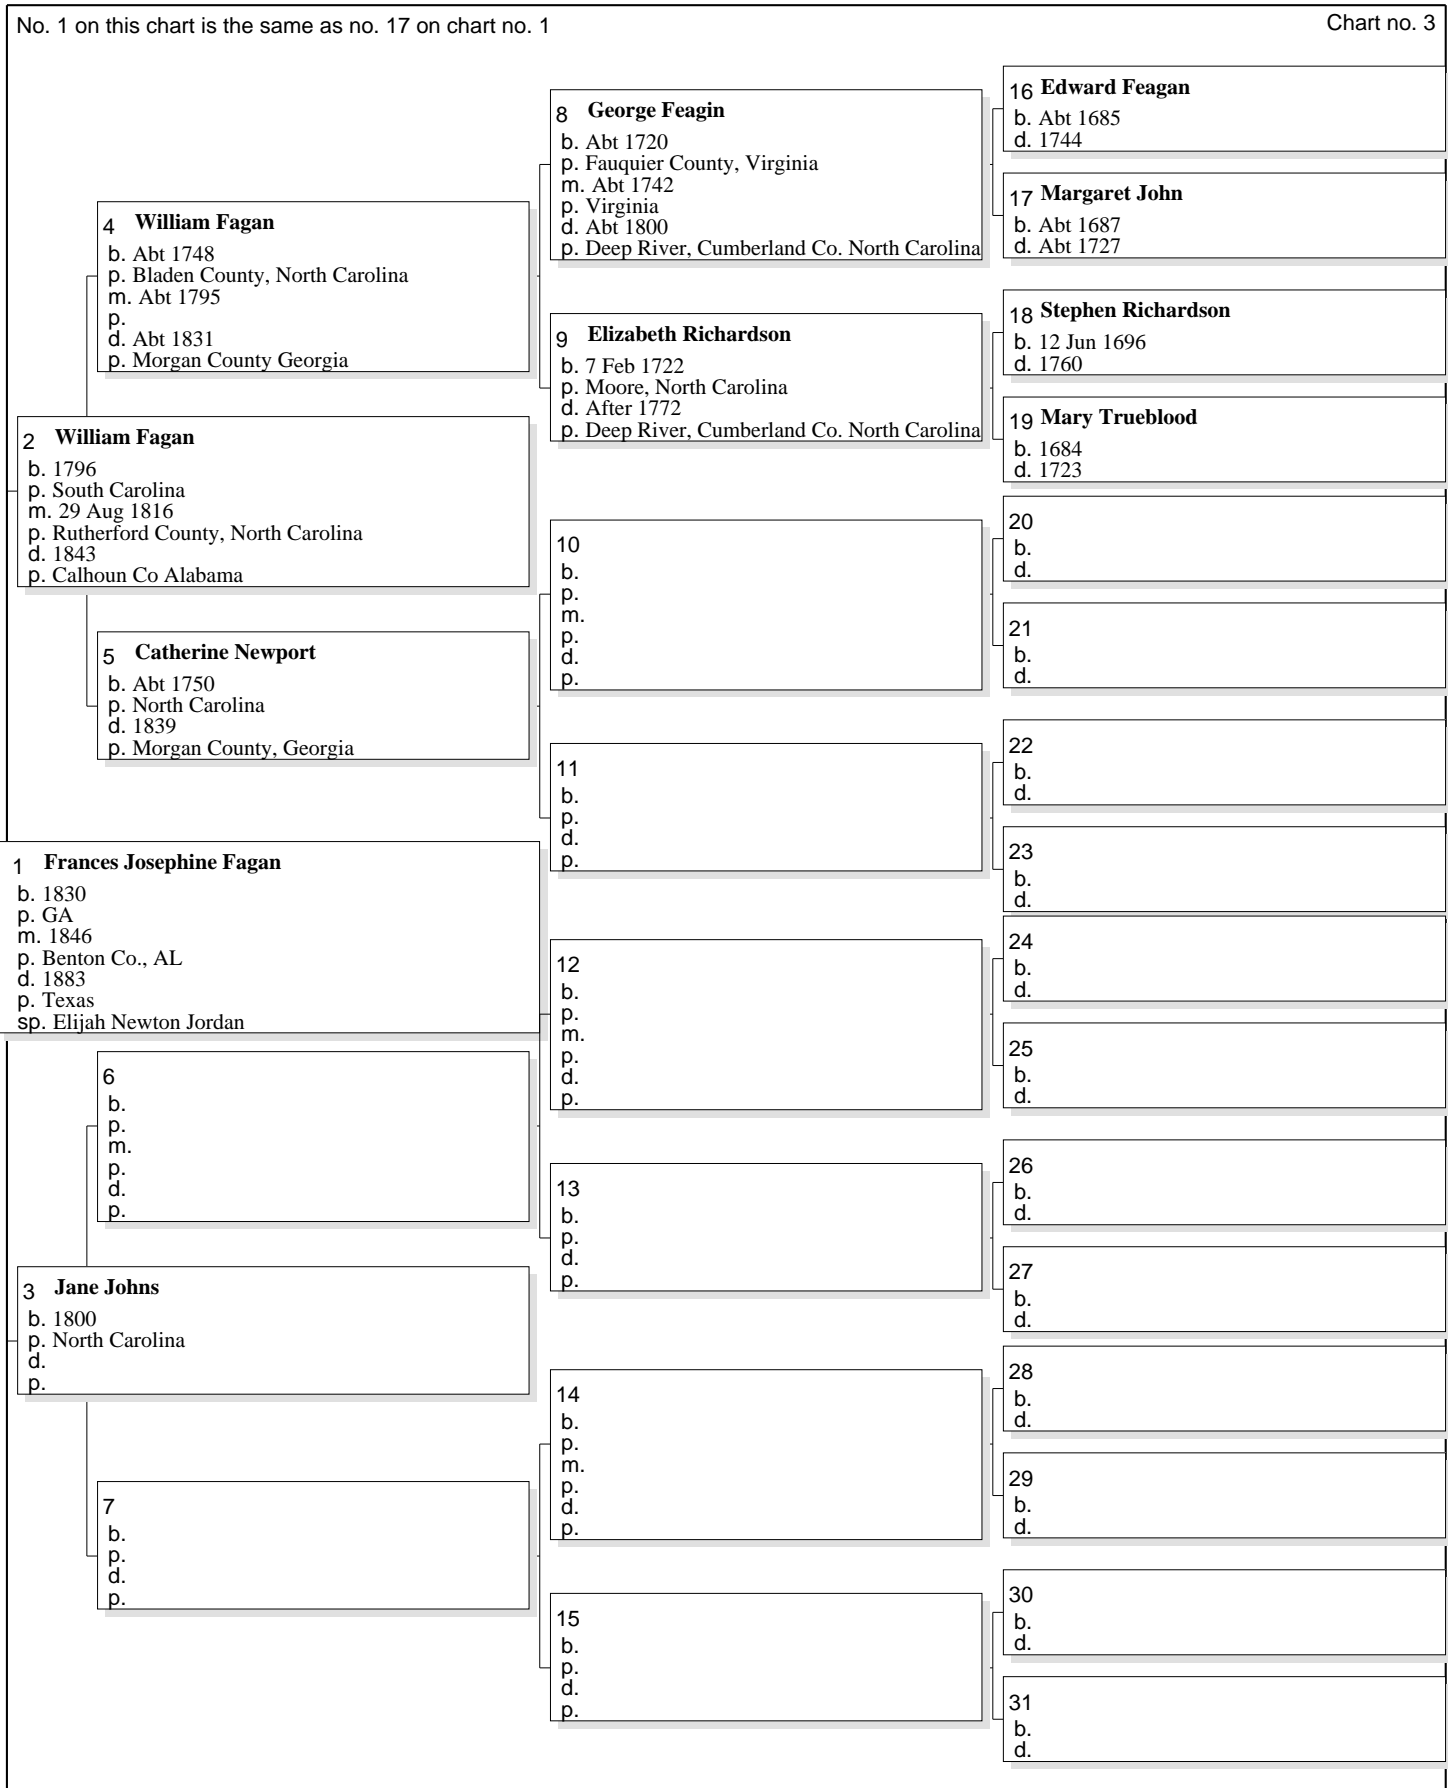 No. 1 on this chart is the same as no. 17 on chart no. 1
Chart no. 3
16 Edward Feagan
b. Abt 1685
d. 1744
8 George Feagin
b. Abt 1720
p. Fauquier County, Virginia
m. Abt 1742
p. Virginia
d. Abt 1800
p. Deep River, Cumberland Co. North Carolina
17 Margaret John
b. Abt 1687
d. Abt 1727
4 William Fagan
b. Abt 1748
p. Bladen County, North Carolina
m. Abt 1795
p.
d. Abt 1831
p. Morgan County Georgia
18 Stephen Richardson
b. 12 Jun 1696
d. 1760
9 Elizabeth Richardson
b. 7 Feb 1722
p. Moore, North Carolina
d. After 1772
p. Deep River, Cumberland Co. North Carolina
19 Mary Trueblood
b. 1684
d. 1723
2 William Fagan
b. 1796
p. South Carolina
m. 29 Aug 1816
p. Rutherford County, North Carolina
d. 1843
p. Calhoun Co Alabama
20
b.
d.
10
b.
p.
m.
p.
d.
p.
21
b.
d.
5 Catherine Newport
b. Abt 1750
p. North Carolina
d. 1839
p. Morgan County, Georgia
22
b.
d.
11
b.
p.
d.
p.
23
b.
d.
1 Frances Josephine Fagan
b. 1830
p. GA
m. 1846
p. Benton Co., AL
d. 1883
p. Texas
sp. Elijah Newton Jordan
24
b.
d.
12
b.
p.
m.
p.
d.
p.
25
b.
d.
6
b.
p.
m.
p.
d.
p.
26
b.
d.
13
b.
p.
d.
p.
27
b.
d.
3 Jane Johns
b. 1800
p. North Carolina
d.
p.
28
b.
d.
14
b.
p.
m.
p.
d.
p.
29
b.
d.
7
b.
p.
d.
p.
30
b.
d.
15
b.
p.
d.
p.
31
b.
d.